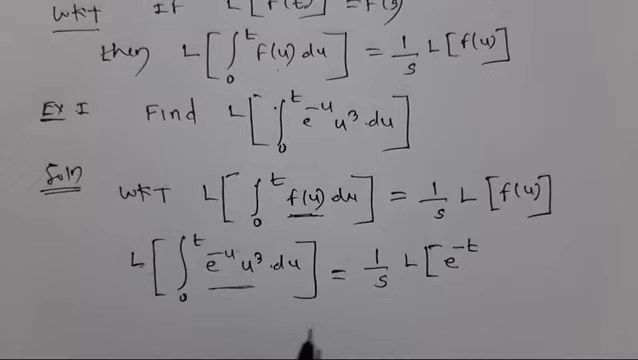 WKT If L[f(t)] = F(s)
then L[∫₀ᵗ f(u) du] = 1/s L[f(u)]
Ex 1 Find L[∫₀ᵗ e⁻ᵘ u³.du]
Soln
WKT L[∫₀ᵗ f(u) du] = 1/s L[f(u)]
L[∫₀ᵗ e⁻ᵘ u³.du] = 1/s L[e⁻ᵗ